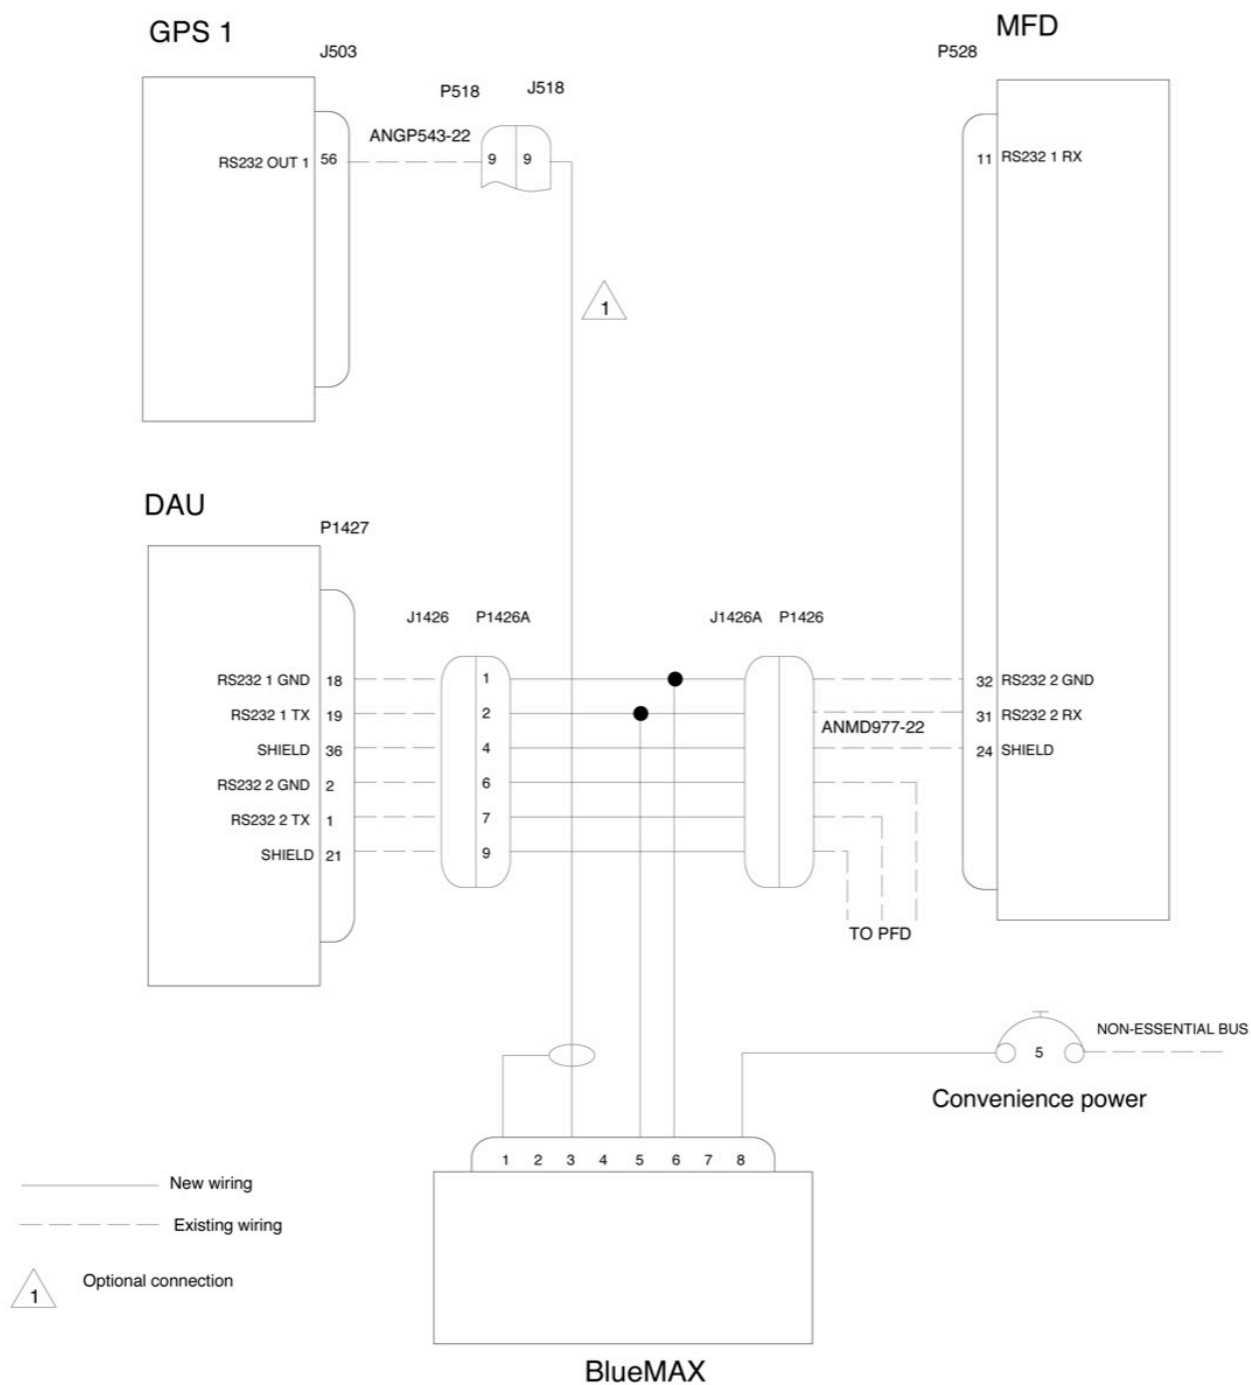 GPS 1
MFD
J503
P528
P518
J518
ANGP543-22
RS232 OUT 1
56
9
9
11
RS232 1 RX
1
DAU
P1427
J1426
P1426A
J1426A
P1426
RS232 1 GND
18
1
32
RS232 2 GND
RS232 1 TX
19
2
31
RS232 2 RX
ANMD977-22
SHIELD
36
4
24
SHIELD
RS232 2 GND
2
6
RS232 2 TX
1
7
SHIELD
21
9
TO PFD
5
NON-ESSENTIAL BUS
Convenience power
1 2 3 4 5 6 7 8
New wiring
Existing wiring
1
Optional connection
BlueMAX